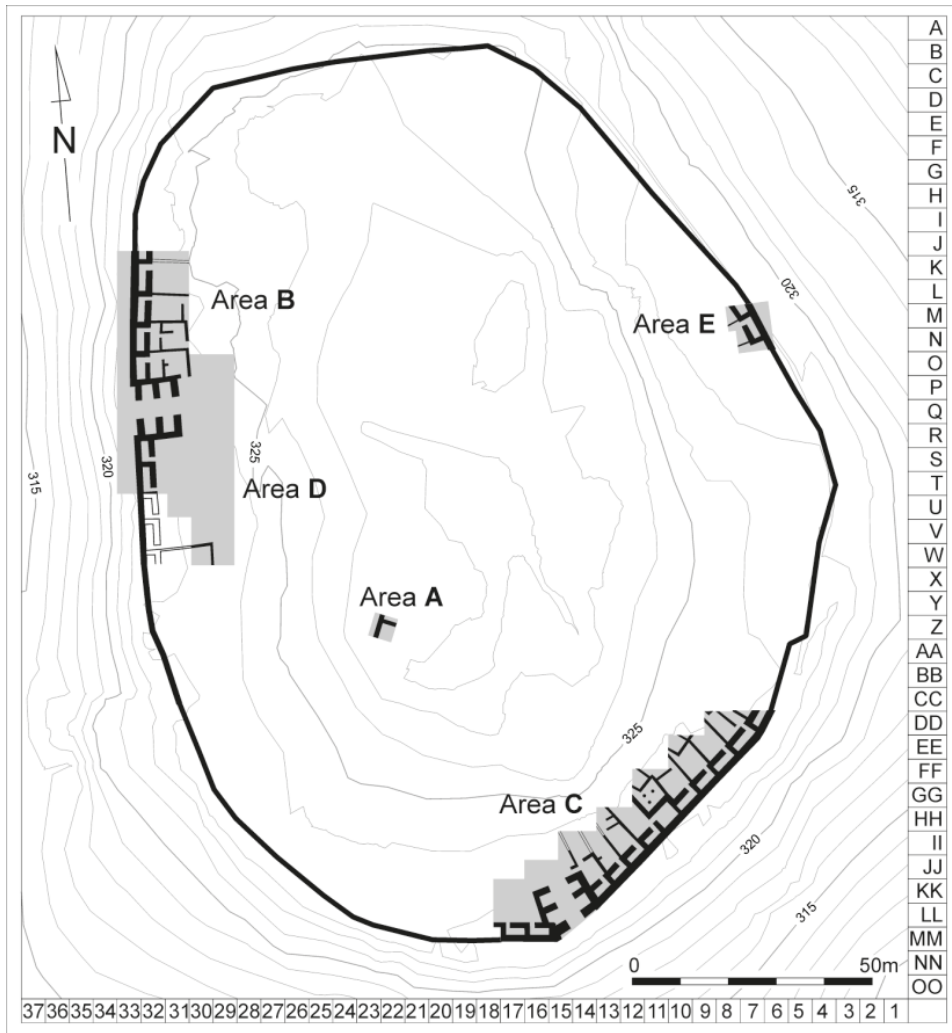 A
B
C
D
E
F
G
H
I
J
K
L
M
N
O
P
Q
R
S
T
U
V
W
X
Y
Z
AA
BB
CC
DD
EE
FF
GG
HH
II
JJ
KK
LL
MM
NN
OO
N
315
320
Area B
Area E
315
320
325
Area D
Area A
325
Area C
320
315
0 50m
37 36 35 34 33 32 31 30 29 28 27 26 25 24 23 22 21 20 19 18 17 16 15 14 13 12 11 10 9 8 7 6 5 4 3 2 1